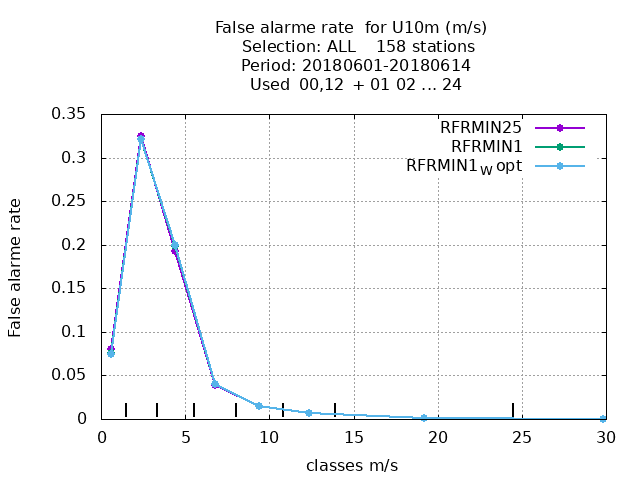 False alarme rate  for U10m (m/s)
Selection: ALL    158 stations
Period: 20180601-20180614
Used  00,12  + 01 02 ... 24
RFRMIN25
RFRMIN1
RFRMIN1W opt
False alarme rate
0.35
0.3
0.25
0.2
0.15
0.1
0.05
0
0 5 10 15 20 25 30
classes m/s